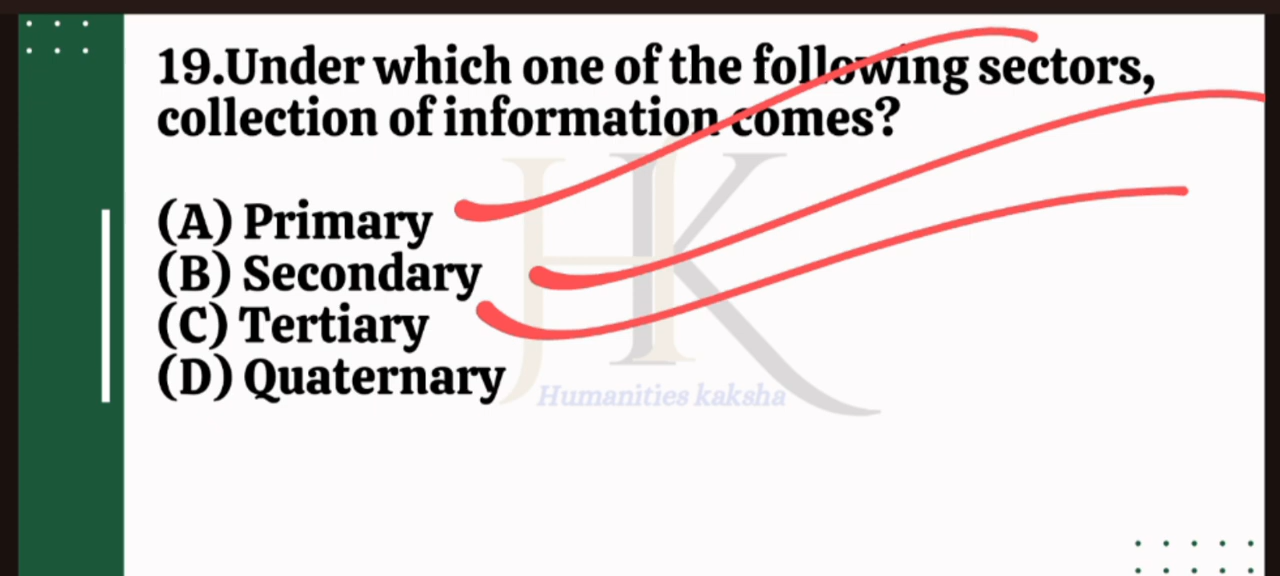 19.Under which one of the following sectors,
collection of information comes?
(A) Primary
(B) Secondary
(C) Tertiary
(D) Quaternary
HK
Humanities kaksha